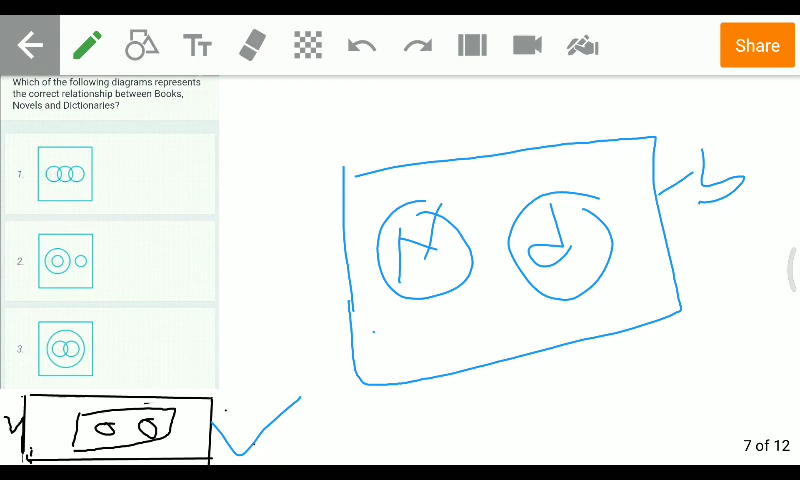 Share
Which of the following diagrams represents
the correct relationship between Books,
Novels and Dictionaries?
1.
2.
3.
N
d
b
7 of 12